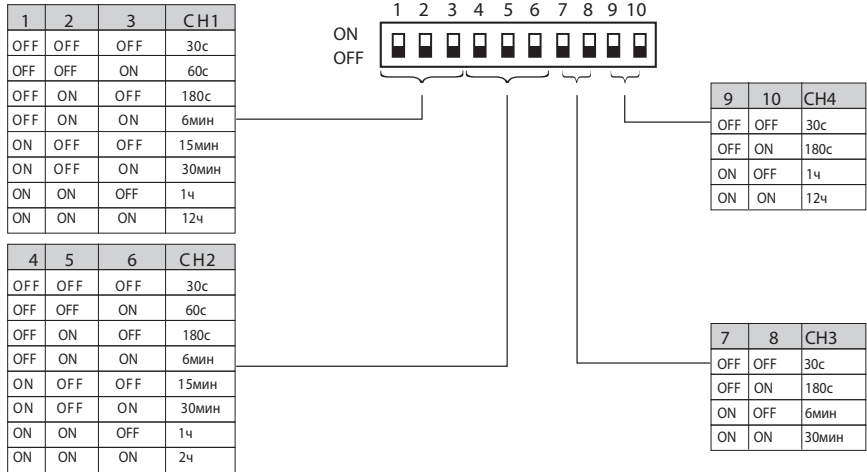 1 2 3 CH1
OFF OFF OFF 30с
OFF OFF ON 60с
OFF ON OFF 180с
OFF ON ON 6мин
ON OFF OFF 15мин
ON OFF ON 30мин
ON ON OFF 1ч
ON ON ON 12ч
4 5 6 CH2
OFF OFF OFF 30с
OFF OFF ON 60с
OFF ON OFF 180с
OFF ON ON 6мин
ON OFF OFF 15мин
ON OFF ON 30мин
ON ON OFF 1ч
ON ON ON 2ч
1 2 3 4 5 6 7 8 9 10
ON
OFF
9 10 CH4
OFF OFF 30с
OFF ON 180с
ON OFF 1ч
ON ON 12ч
7 8 CH3
OFF OFF 30с
OFF ON 180с
ON OFF 6мин
ON ON 30мин